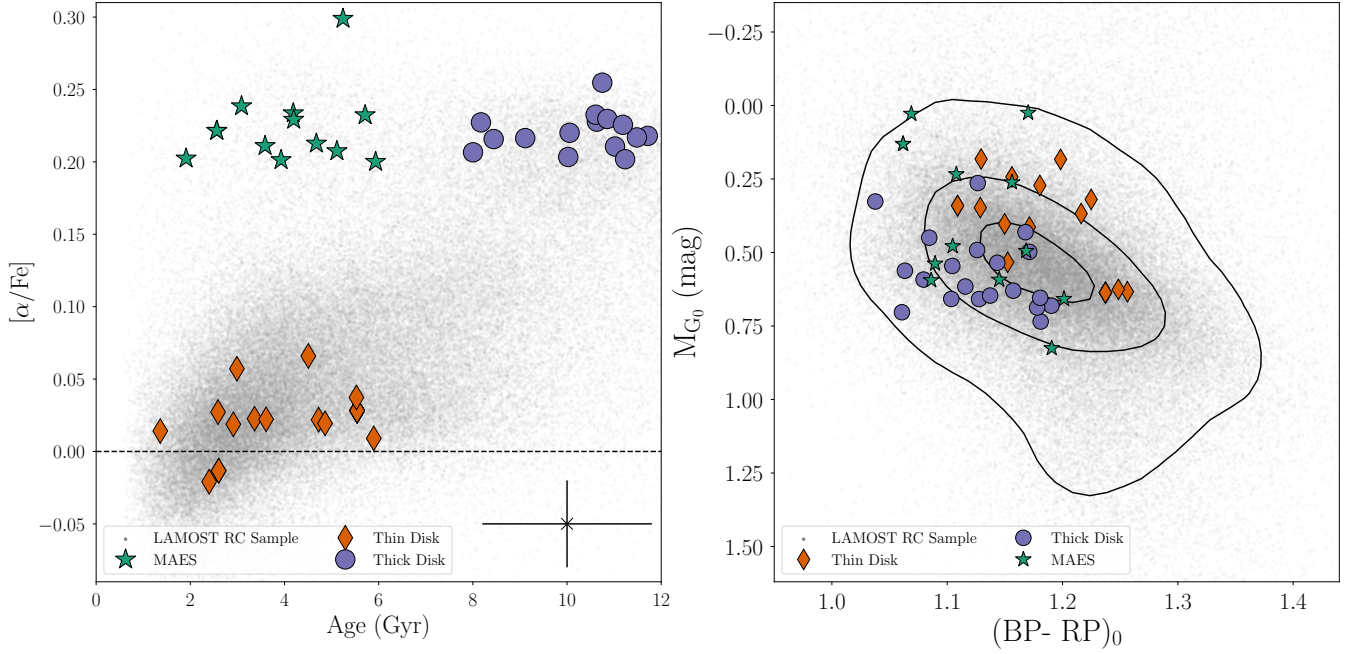 0.30
0.25
0.20
0.15
0.10
0.05
0.00
−0.05
[α/Fe]
LAMOST RC Sample
MAES
Thin Disk
Thick Disk
0
2
4
6
8
10
12
Age (Gyr)
−0.25
0.00
0.25
0.50
0.75
1.00
1.25
1.50
M_{G_0} (mag)
LAMOST RC Sample
Thin Disk
Thick Disk
MAES
1.0
1.1
1.2
1.3
1.4
(BP- RP)_0